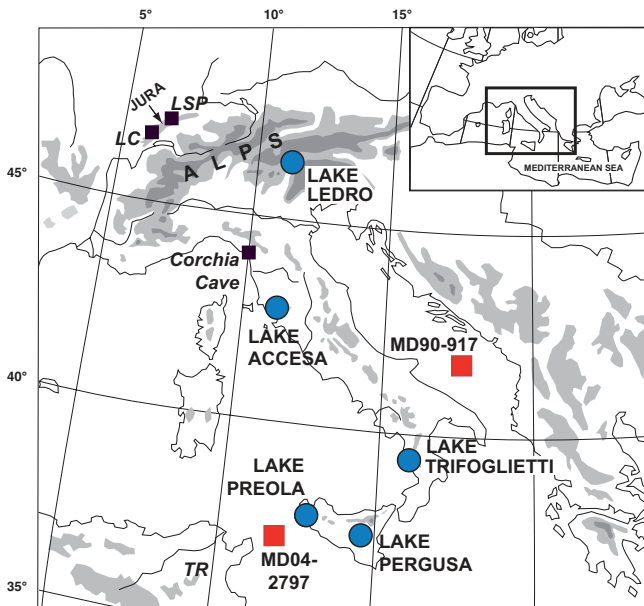 5°
10°
15°
JURA
LSP
LC
ALPS
45°
LAKE
LEDRO
MEDITERRANEAN SEA
Corchia
Cave
LAKE
ACCESA
MD90-917
40°
LAKE
TRIFOGLIETTI
LAKE
PREOLA
LAKE
PERGUSA
MD04-
2797
TR
35°